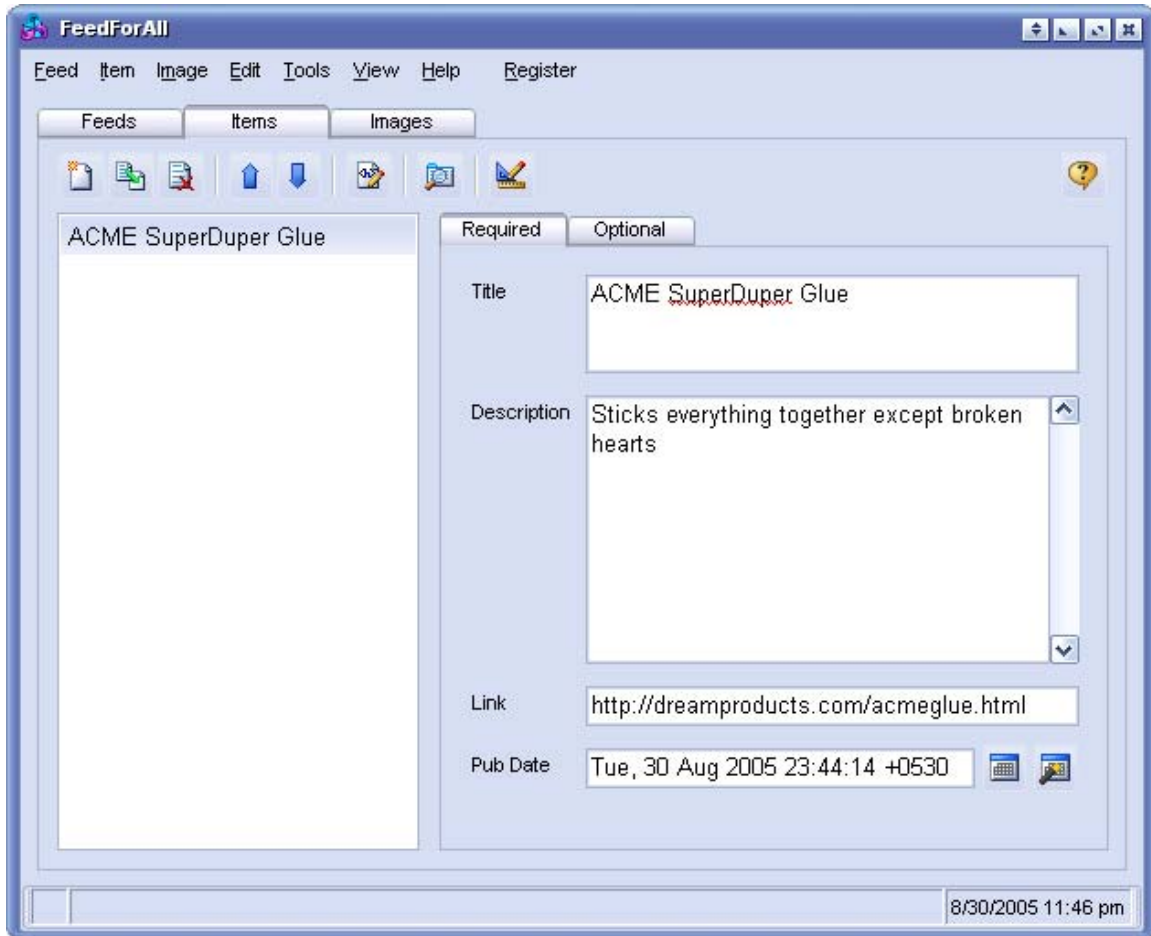 FeedForAll
Feed Item Image Edit Tools View Help Register
Feeds Items Images
ACME SuperDuper Glue
Required Optional
Title
ACME SuperDuper Glue
Description
Sticks everything together except broken
hearts
Link
http://dreamproducts.com/acmeglue.html
Pub Date
Tue, 30 Aug 2005 23:44:14 +0530
8/30/2005 11:46 pm